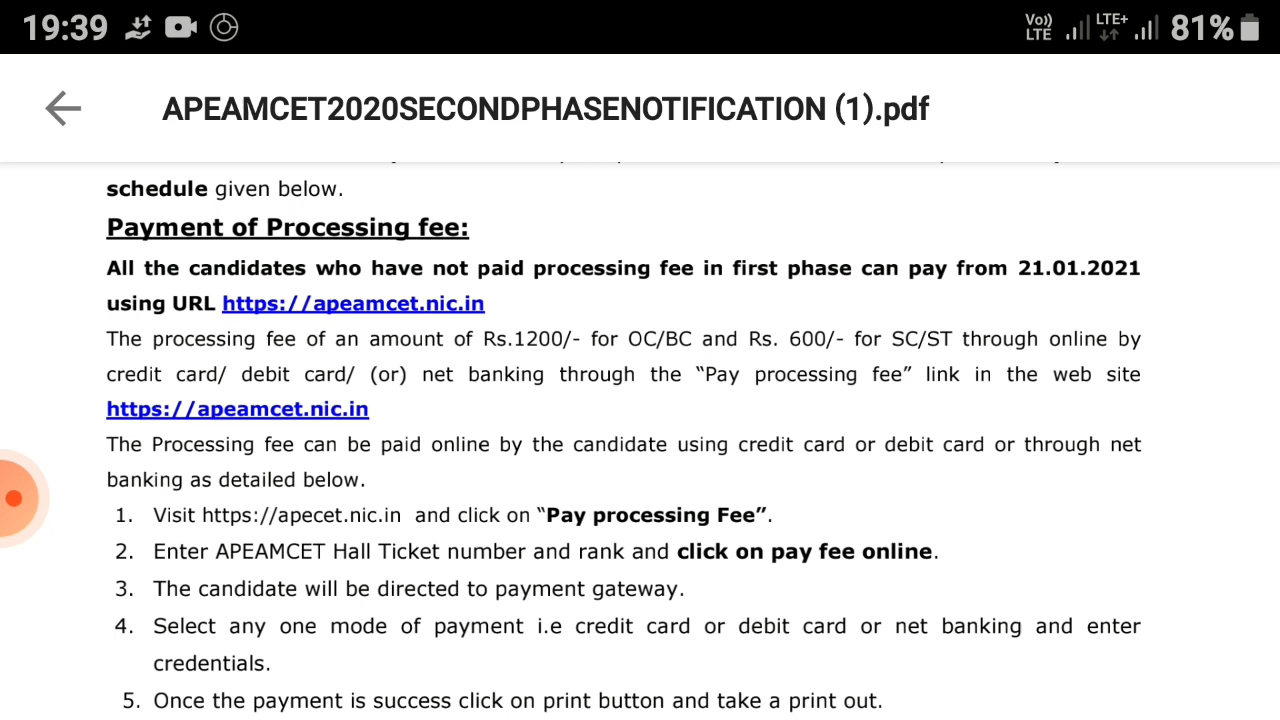 19:39
Vo)) LTE LTE+ 81%
APEAMCET2020SECONDPHASENOTIFICATION (1).pdf
schedule given below.
Payment of Processing fee:
All the candidates who have not paid processing fee in first phase can pay from 21.01.2021
using URL https://apeamcet.nic.in
The processing fee of an amount of Rs.1200/- for OC/BC and Rs. 600/- for SC/ST through online by
credit card/ debit card/ (or) net banking through the “Pay processing fee” link in the web site
https://apeamcet.nic.in
The Processing fee can be paid online by the candidate using credit card or debit card or through net
banking as detailed below.
1. Visit https://apecet.nic.in and click on “Pay processing Fee”.
2. Enter APEAMCET Hall Ticket number and rank and click on pay fee online.
3. The candidate will be directed to payment gateway.
4. Select any one mode of payment i.e credit card or debit card or net banking and enter
credentials.
5. Once the payment is success click on print button and take a print out.